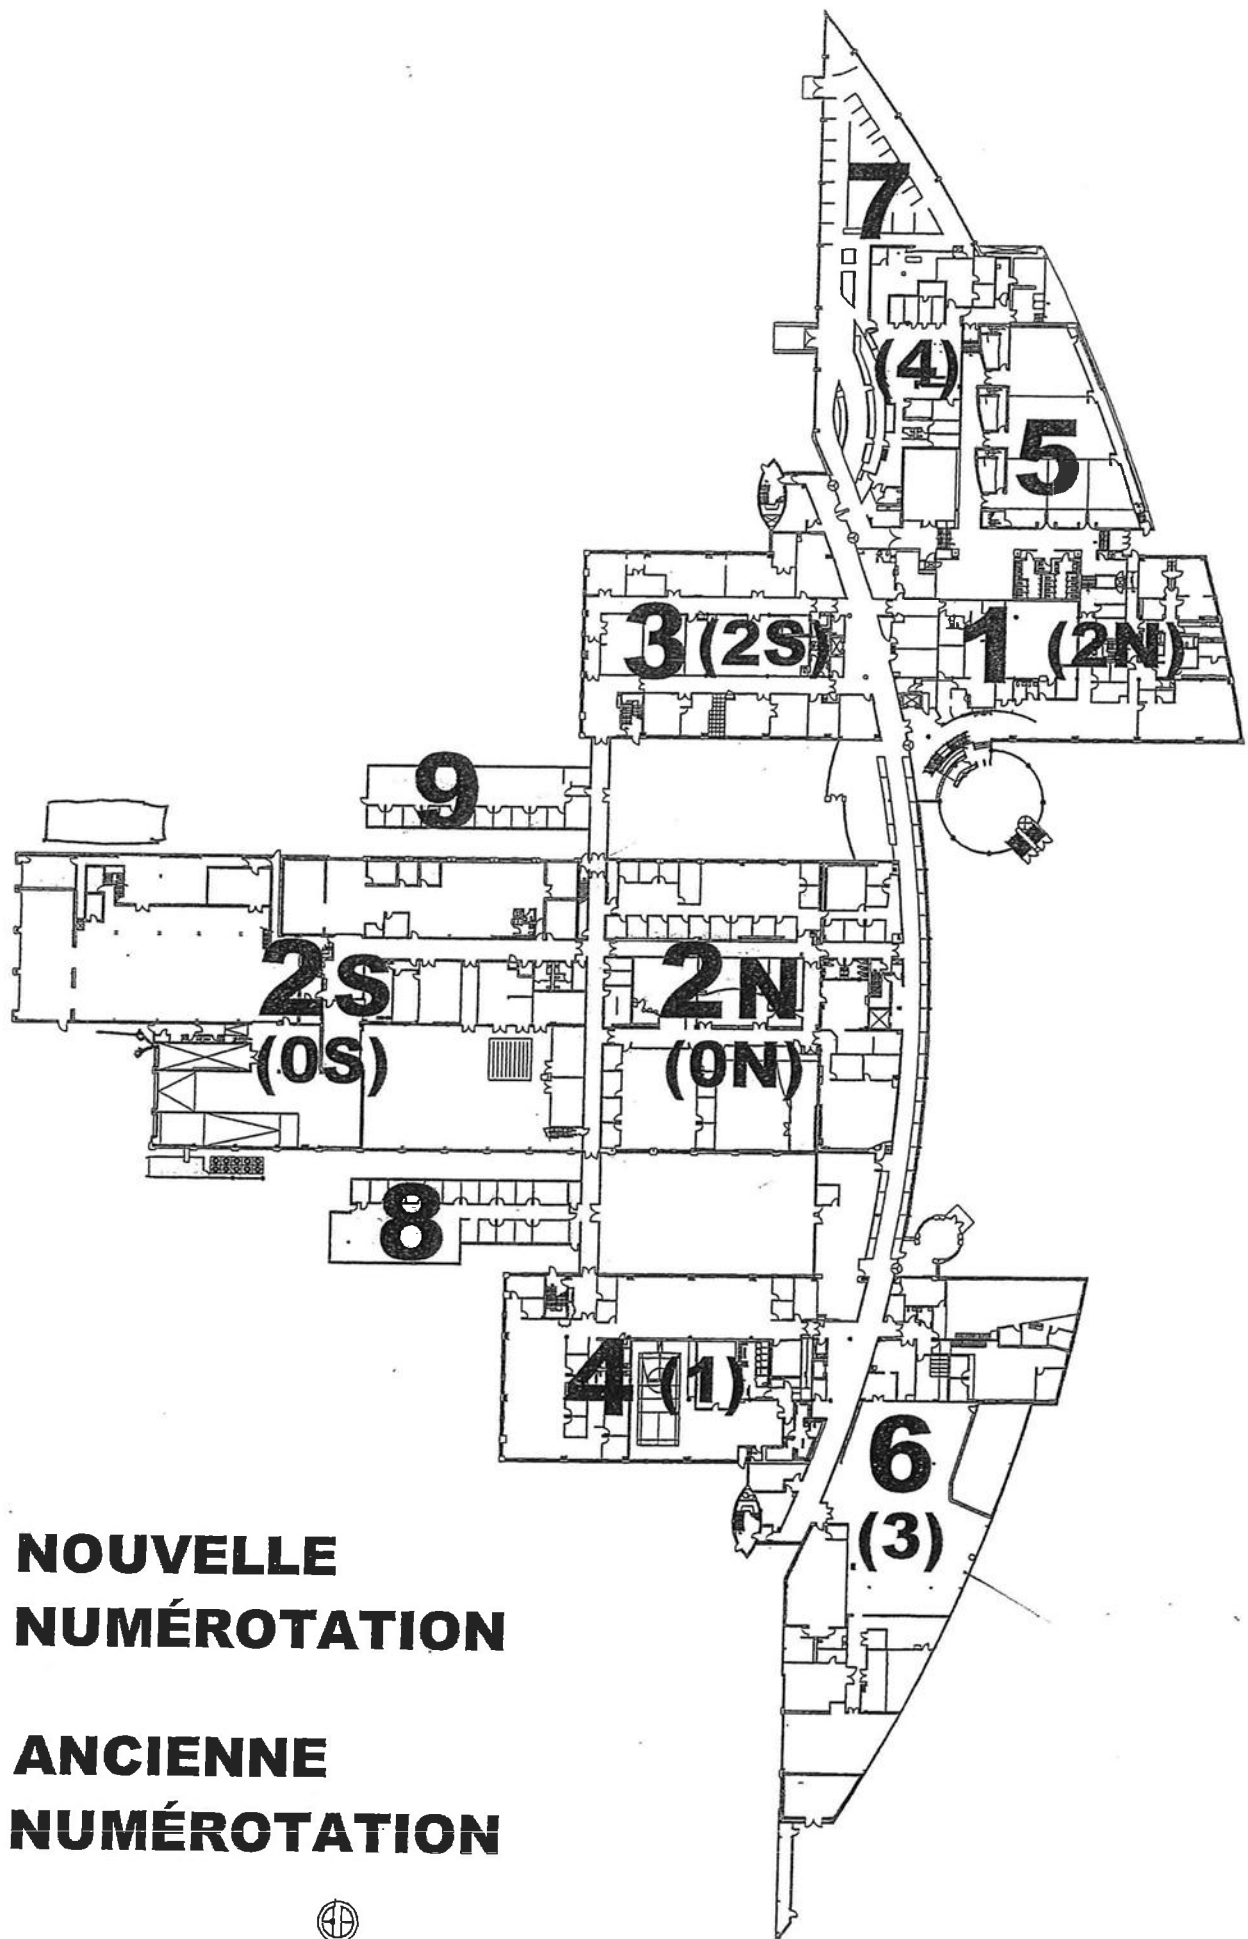 7
(4)
5
3 (2S)
1 (2N)
9
2S
(0S)
2N
(0N)
8
4 (1)
6
(3)
NOUVELLE
NUMÉROTATION
ANCIENNE
NUMÉROTATION